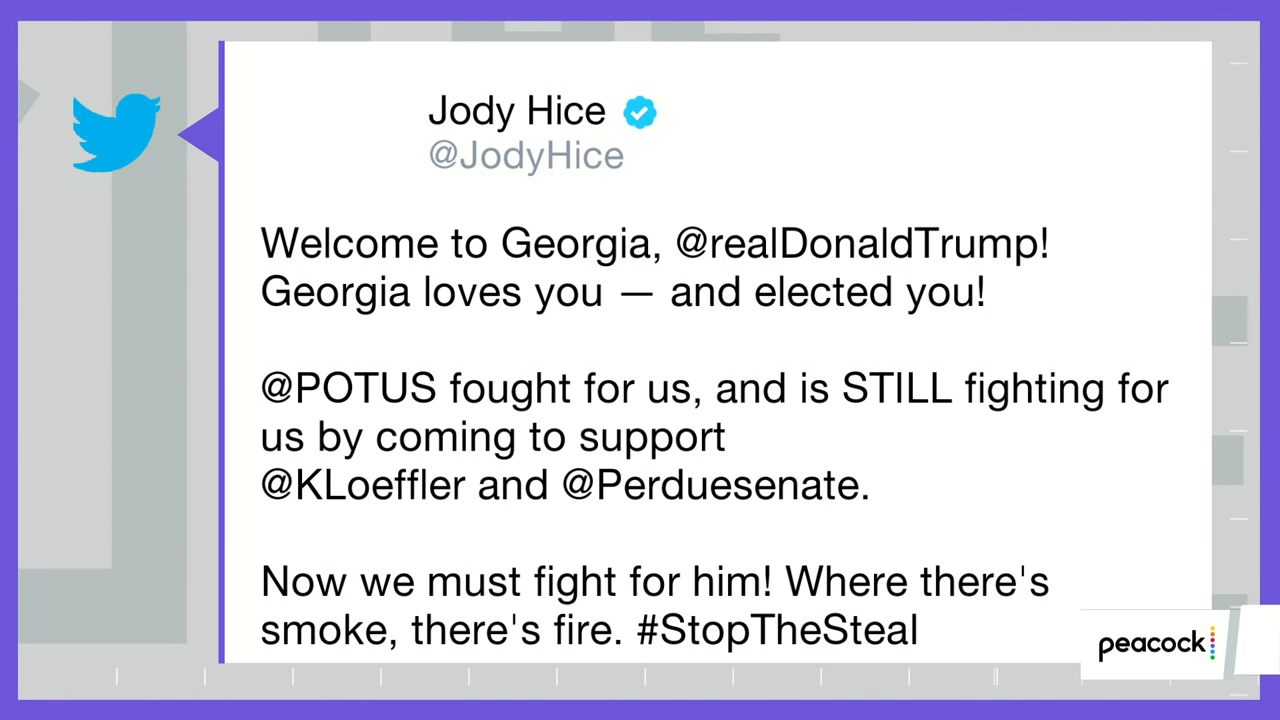 Jody Hice
@JodyHice
Welcome to Georgia, @realDonaldTrump!
Georgia loves you — and elected you!
@POTUS fought for us, and is STILL fighting for
us by coming to support
@KLoeffler and @Perduesenate.
Now we must fight for him! Where there's
smoke, there's fire. #StopTheSteal
peacock